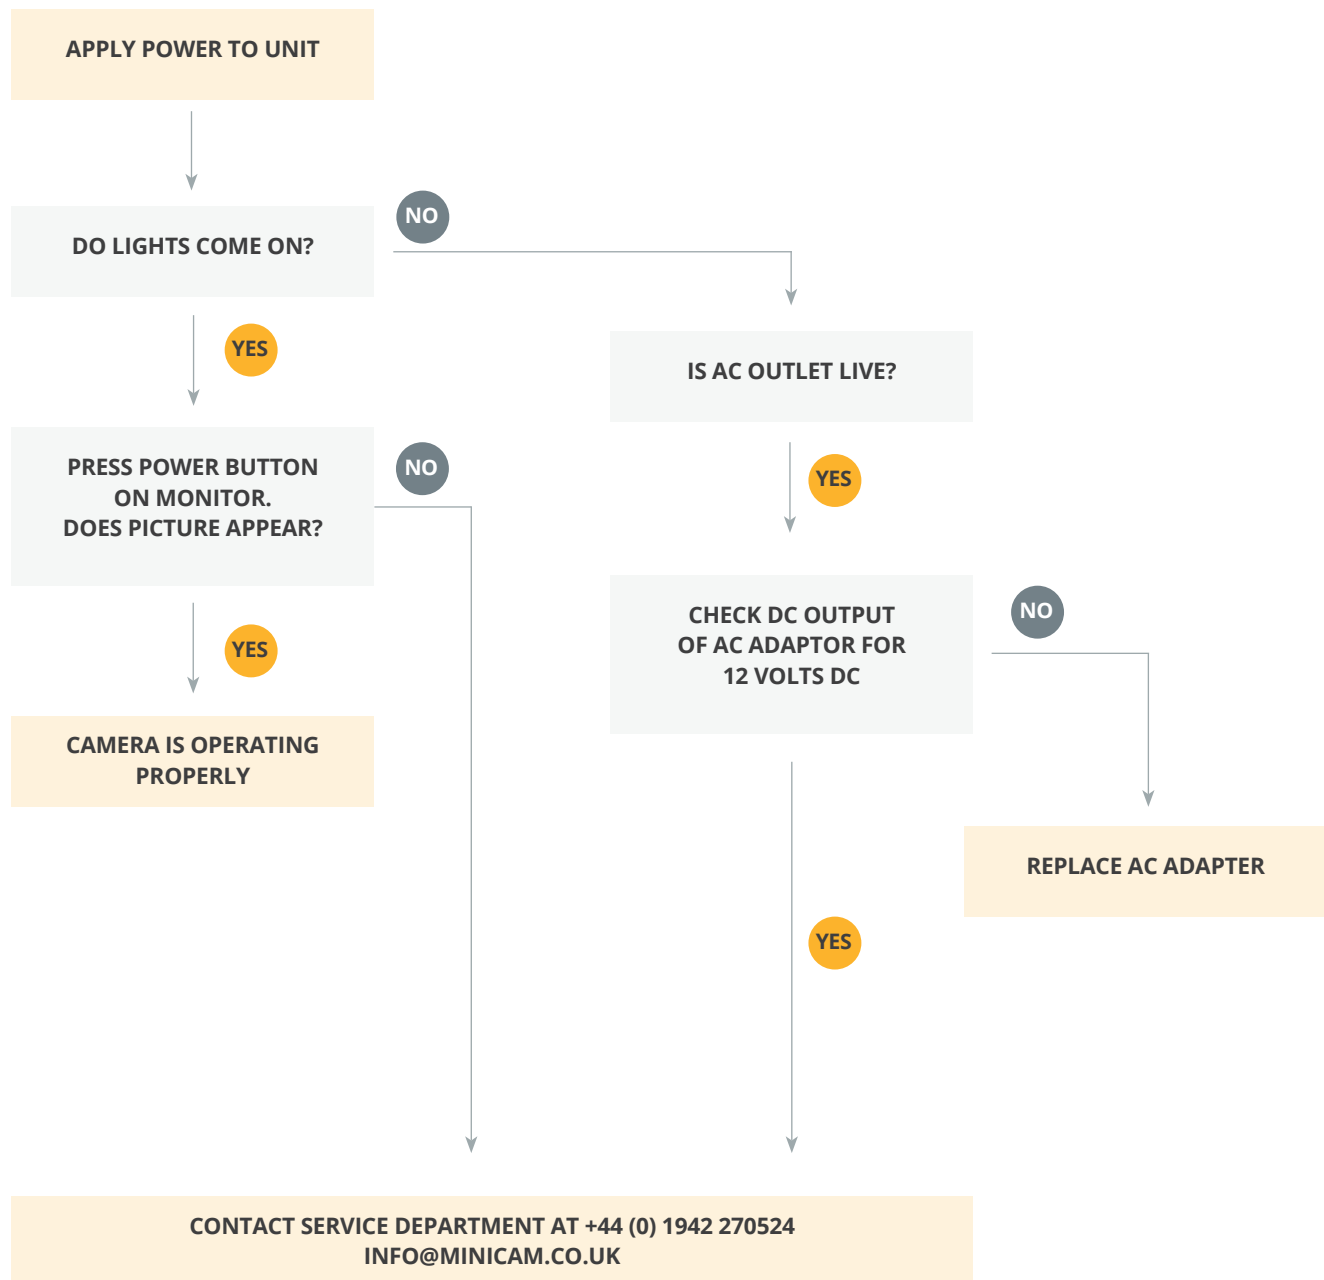 APPLY POWER TO UNIT
NO
DO LIGHTS COME ON?
YES
IS AC OUTLET LIVE?
PRESS POWER BUTTON
ON MONITOR.
DOES PICTURE APPEAR?
NO
YES
CHECK DC OUTPUT
OF AC ADAPTOR FOR
12 VOLTS DC
NO
YES
CAMERA IS OPERATING
PROPERLY
REPLACE AC ADAPTER
YES
CONTACT SERVICE DEPARTMENT AT +44 (0) 1942 270524
INFO@MINICAM.CO.UK